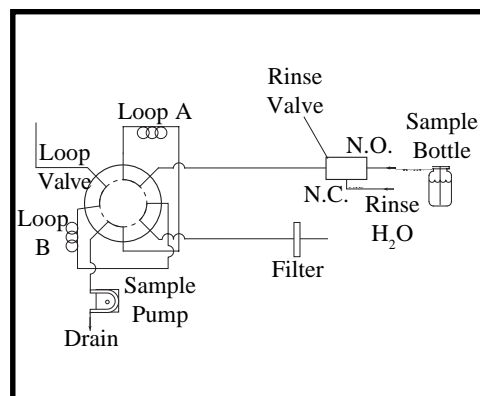 Rinse
Valve
Loop A
N.O.
Sample
Bottle
Loop
Valve
N.C.
Rinse
H₂O
Loop
B
Filter
Sample
Pump
Drain